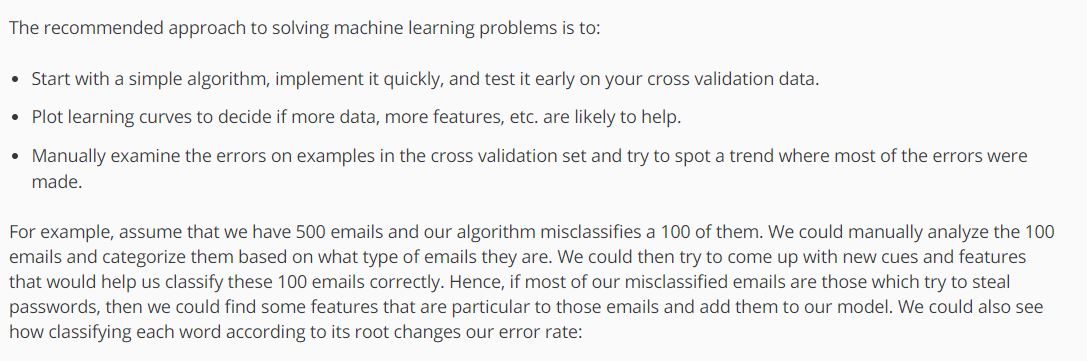 The recommended approach to solving machine learning problems is to:
• Start with a simple algorithm, implement it quickly, and test it early on your cross validation data.
• Plot learning curves to decide if more data, more features, etc. are likely to help.
• Manually examine the errors on examples in the cross validation set and try to spot a trend where most of the errors were
made.
For example, assume that we have 500 emails and our algorithm misclassifies a 100 of them. We could manually analyze the 100
emails and categorize them based on what type of emails they are. We could then try to come up with new cues and features
that would help us classify these 100 emails correctly. Hence, if most of our misclassified emails are those which try to steal
passwords, then we could find some features that are particular to those emails and add them to our model. We could also see
how classifying each word according to its root changes our error rate: